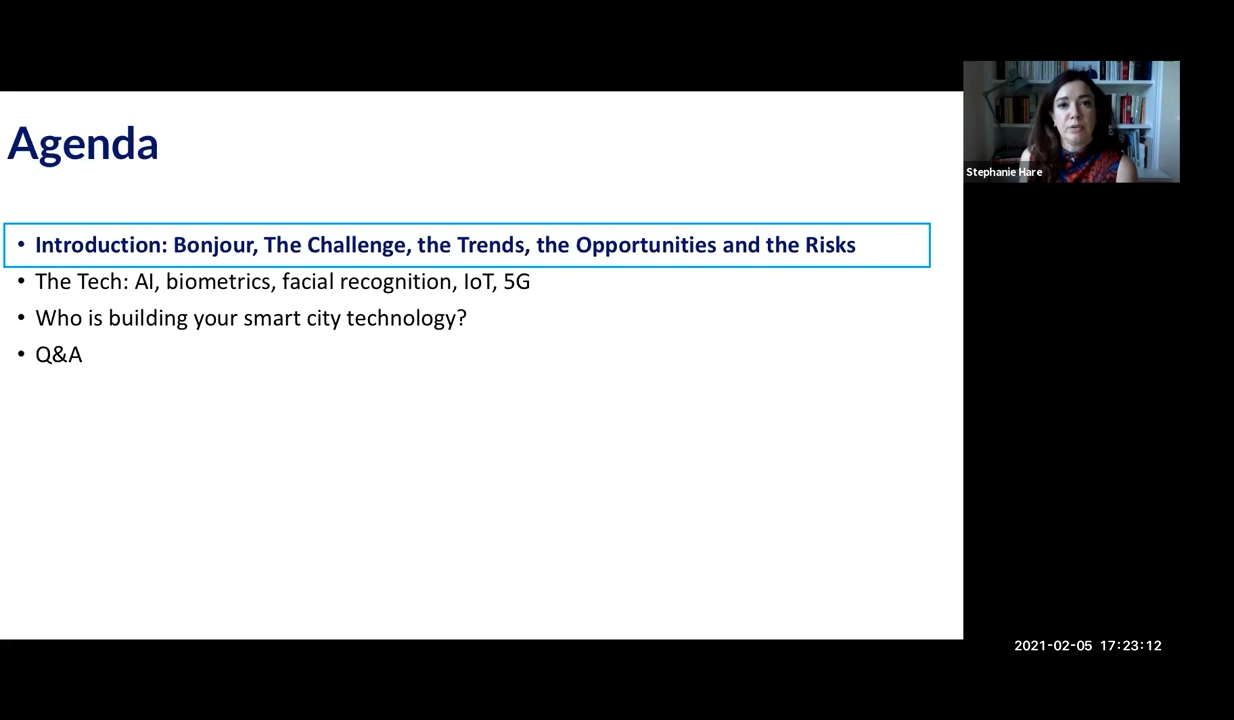 Agenda
• Introduction: Bonjour, The Challenge, the Trends, the Opportunities and the Risks
• The Tech: AI, biometrics, facial recognition, IoT, 5G
• Who is building your smart city technology?
• Q&A
Stephanie Hare
2021-02-05 17:23:12